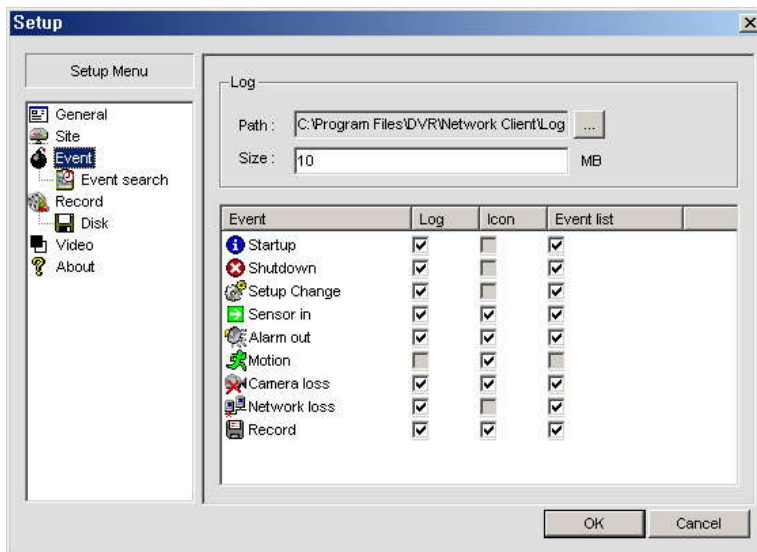 Setup
Setup Menu
General
Site
Event
Event search
Record
Disk
Video
About
Log
Path : C:\Program Files\DVR\Network Client\Log ...
Size : 10 MB
Event Log Icon Event list
Startup
Shutdown
Setup Change
Sensor in
Alarm out
Motion
Camera loss
Network loss
Record
OK Cancel